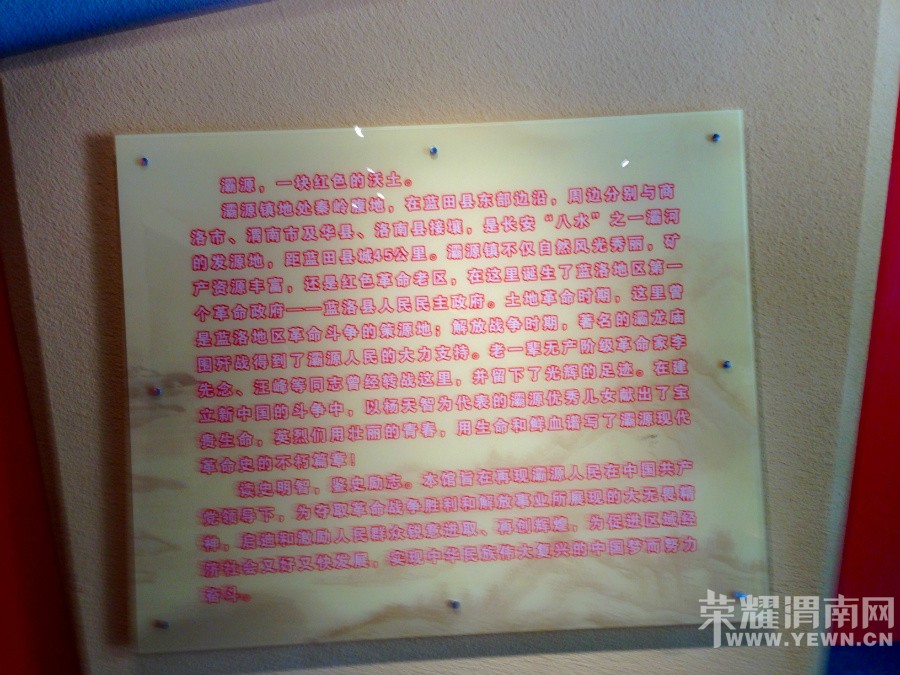 灞源，一块红色的沃土。
灞源镇地处秦岭腹地，在蓝田县东部边沿，周边分别与商
洛市、渭南市及华县、洛南县接壤，是长安“八水”之一灞河
的发源地，距蓝田县城45公里。灞源镇不仅自然风光秀丽，矿
产资源丰富，还是红色革命老区，在这里诞生了蓝洛地区第一
个革命政府——蓝洛县人民民主政府。土地革命时期，这里曾
是蓝洛地区革命斗争的策源地；解放战争时期，著名的灞龙庙
围歼战得到了灞源人民的大力支持。老一辈无产阶级革命家李
先念、汪峰等同志曾经转战这里，并留下了光辉的足迹。在建
立新中国的斗争中，以杨天智为代表的灞源优秀儿女献出了宝
贵生命，英烈们用壮丽的青春，用生命和鲜血谱写了灞源现代
革命史的不朽篇章！
读史明智，鉴史励志。本馆旨在再现灞源人民在中国共产
党领导下，为夺取革命战争胜利和解放事业所展现的大无畏精
神，启迪和激励人民群众锐意进取、再创辉煌，为促进区域经
济社会又好又快发展，实现中华民族伟大复兴的中国梦而努力
奋斗。
荣耀渭南网
WWW.YEWN.CN